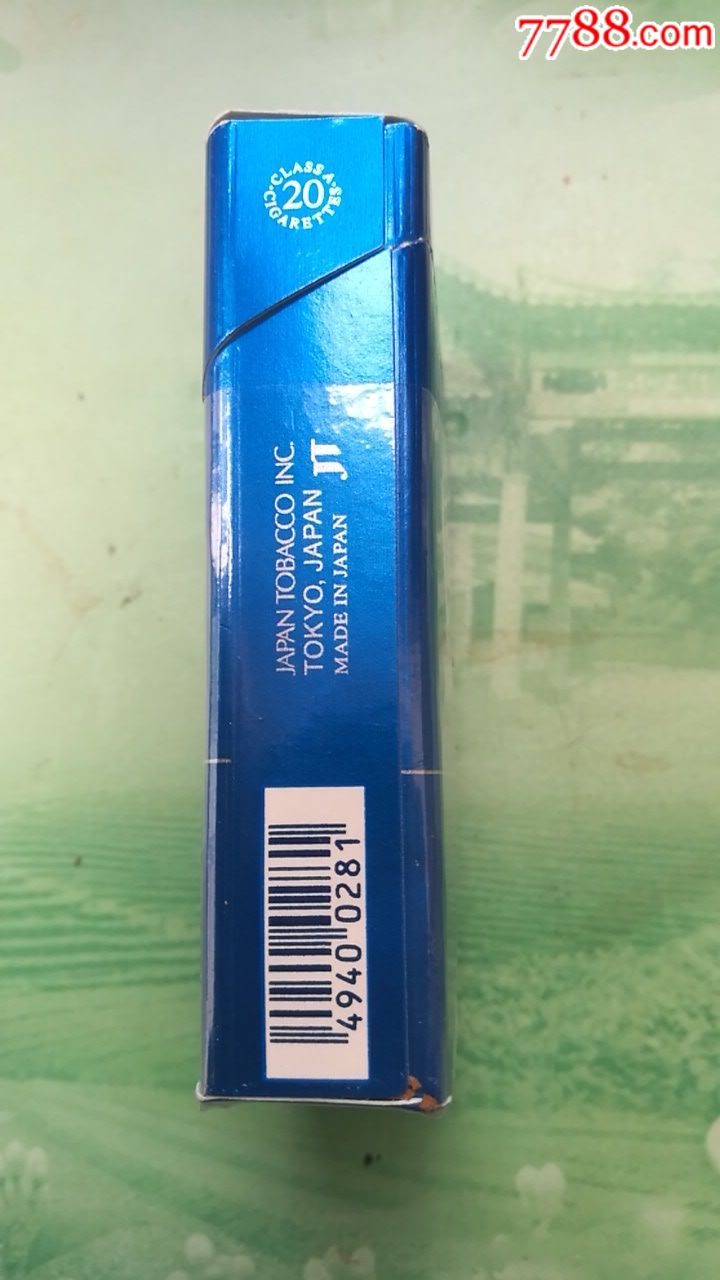 7788.com
CLASS A
20
CIGARETTES
JAPAN TOBACCO INC.
TOKYO, JAPAN
MADE IN JAPAN
JT
4940 0281